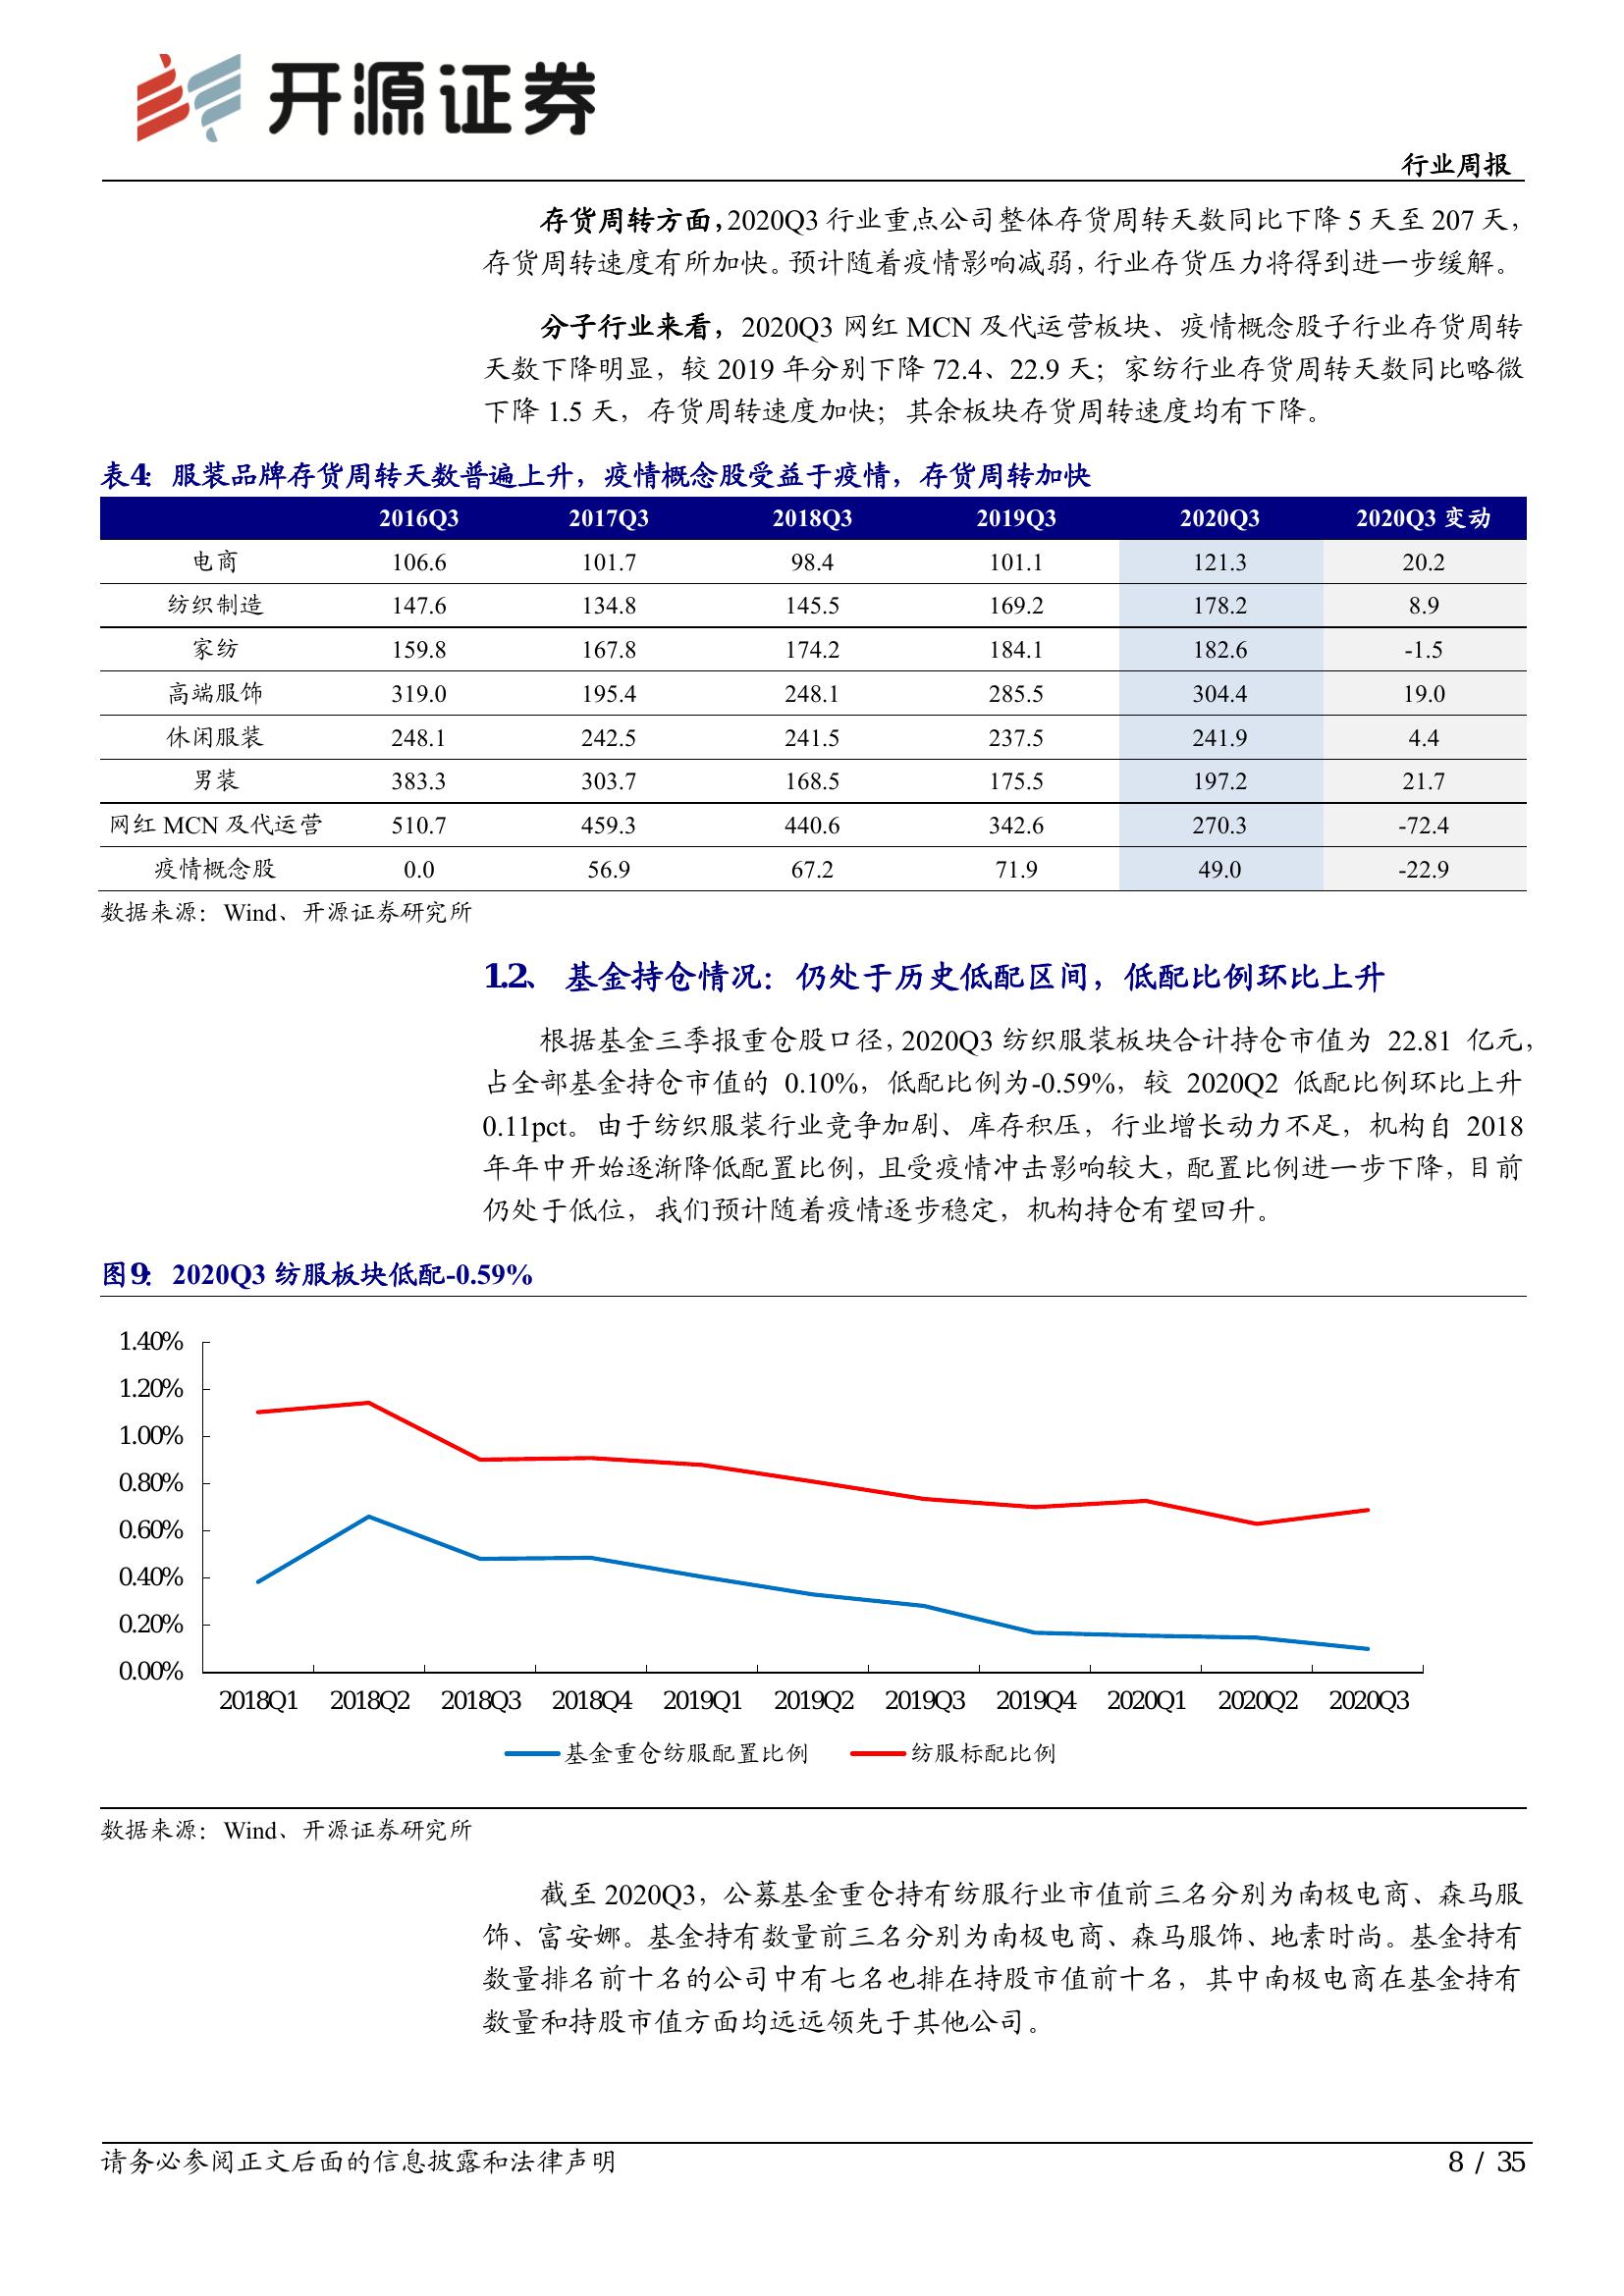 开源证券
行业周报
存货周转方面，2020Q3 行业重点公司整体存货周转天数同比下降 5 天至 207 天，
存货周转速度有所加快。预计随着疫情影响减弱，行业存货压力将得到进一步缓解。
分子行业来看，2020Q3 网红 MCN 及代运营板块、疫情概念股子行业存货周转
天数下降明显，较 2019 年分别下降 72.4、22.9 天；家纺行业存货周转天数同比略微
下降 1.5 天，存货周转速度加快；其余板块存货周转速度均有下降。
表4：服装品牌存货周转天数普遍上升，疫情概念股受益于疫情，存货周转加快
2016Q3 2017Q3 2018Q3 2019Q3 2020Q3 2020Q3 变动
电商 106.6 101.7 98.4 101.1 121.3 20.2
纺织制造 147.6 134.8 145.5 169.2 178.2 8.9
家纺 159.8 167.8 174.2 184.1 182.6 -1.5
高端服饰 319.0 195.4 248.1 285.5 304.4 19.0
休闲服装 248.1 242.5 241.5 237.5 241.9 4.4
男装 383.3 303.7 168.5 175.5 197.2 21.7
网红 MCN 及代运营 510.7 459.3 440.6 342.6 270.3 -72.4
疫情概念股 0.0 56.9 67.2 71.9 49.0 -22.9
数据来源：Wind、开源证券研究所
1.2、 基金持仓情况：仍处于历史低配区间，低配比例环比上升
根据基金三季报重仓股口径，2020Q3 纺织服装板块合计持仓市值为 22.81 亿元，
占全部基金持仓市值的 0.10%，低配比例为-0.59%，较 2020Q2 低配比例环比上升
0.11pct。由于纺织服装行业竞争加剧、库存积压，行业增长动力不足，机构自 2018
年年中开始逐渐降低配置比例，且受疫情冲击影响较大，配置比例进一步下降，目前
仍处于低位，我们预计随着疫情逐步稳定，机构持仓有望回升。
图9：2020Q3 纺服板块低配-0.59%
1.40%
1.20%
1.00%
0.80%
0.60%
0.40%
0.20%
0.00%
2018Q1 2018Q2 2018Q3 2018Q4 2019Q1 2019Q2 2019Q3 2019Q4 2020Q1 2020Q2 2020Q3
基金重仓纺服配置比例 纺服标配比例
数据来源：Wind、开源证券研究所
截至 2020Q3，公募基金重仓持有纺服行业市值前三名分别为南极电商、森马服
饰、富安娜。基金持有数量前三名分别为南极电商、森马服饰、地素时尚。基金持有
数量排名前十名的公司中有七名也排在持股市值前十名，其中南极电商在基金持有
数量和持股市值方面均远远领先于其他公司。
请务必参阅正文后面的信息披露和法律声明 8 / 35